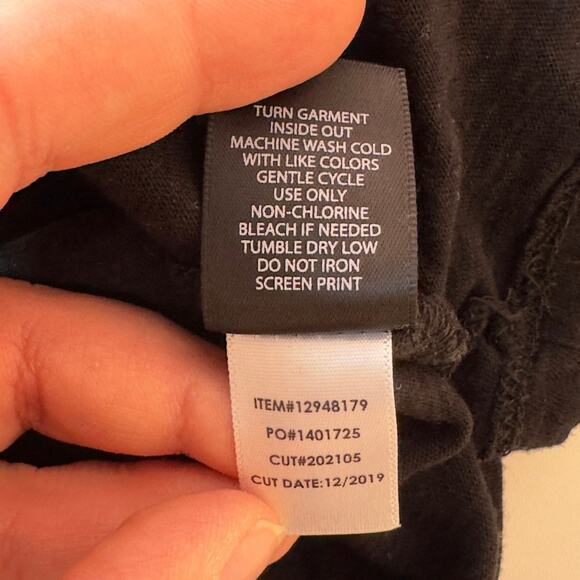 TURN GARMENT
INSIDE OUT
MACHINE WASH COLD
WITH LIKE COLORS
GENTLE CYCLE
USE ONLY
NON-CHLORINE
BLEACH IF NEEDED
TUMBLE DRY LOW
DO NOT IRON
SCREEN PRINT
ITEM#12948179
PO#1401725
CUT#202105
CUT DATE:12/2019